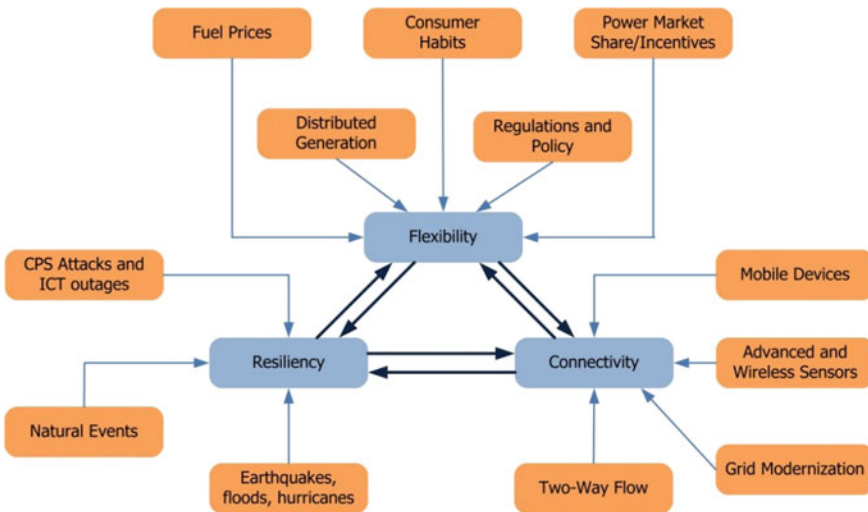 Fuel Prices
Consumer
Habits
Power Market
Share/Incentives
Distributed
Generation
Regulations and
Policy
Flexibility
CPS Attacks and
ICT outages
Mobile Devices
Resiliency
Connectivity
Advanced and
Wireless Sensors
Natural Events
Earthquakes,
floods, hurricanes
Two-Way Flow
Grid Modernization